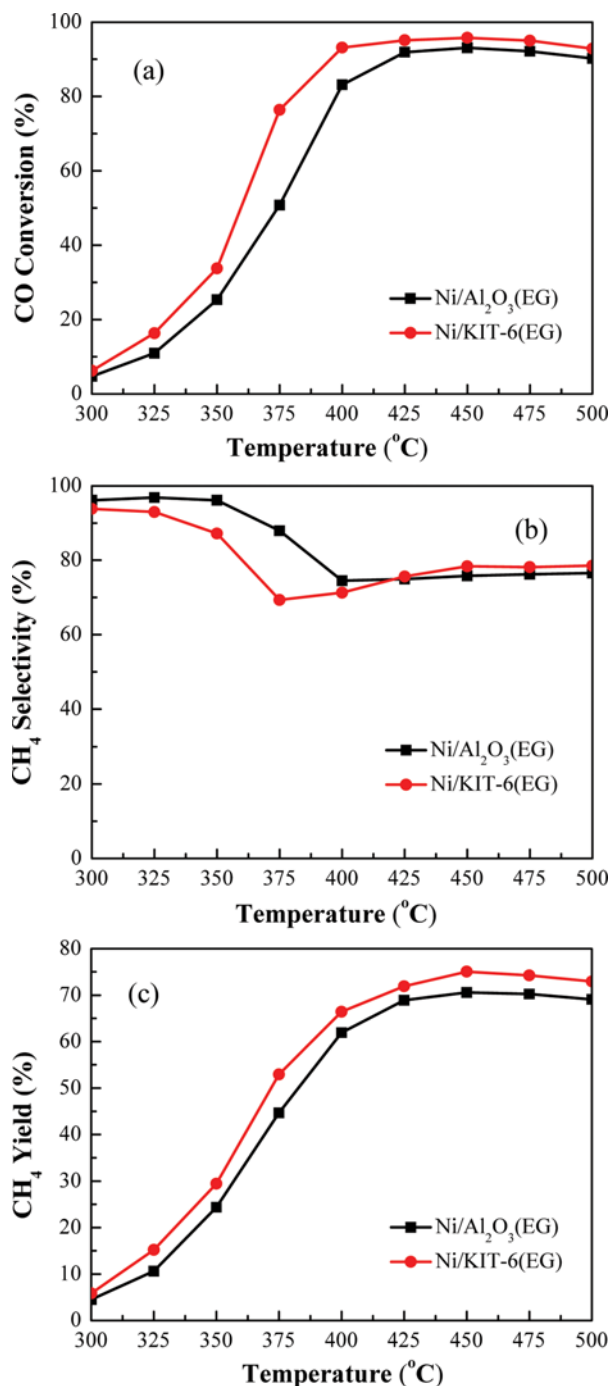 (a)
CO Conversion (%)
100
80
60
40
20
0
Ni/Al₂O₃(EG)
Ni/KIT-6(EG)
300 325 350 375 400 425 450 475 500
Temperature (°C)
(b)
CH₄ Selectivity (%)
100
80
60
40
20
0
Ni/Al₂O₃(EG)
Ni/KIT-6(EG)
300 325 350 375 400 425 450 475 500
Temperature (°C)
(c)
CH₄ Yield (%)
80
70
60
50
40
30
20
10
0
Ni/Al₂O₃(EG)
Ni/KIT-6(EG)
300 325 350 375 400 425 450 475 500
Temperature (°C)